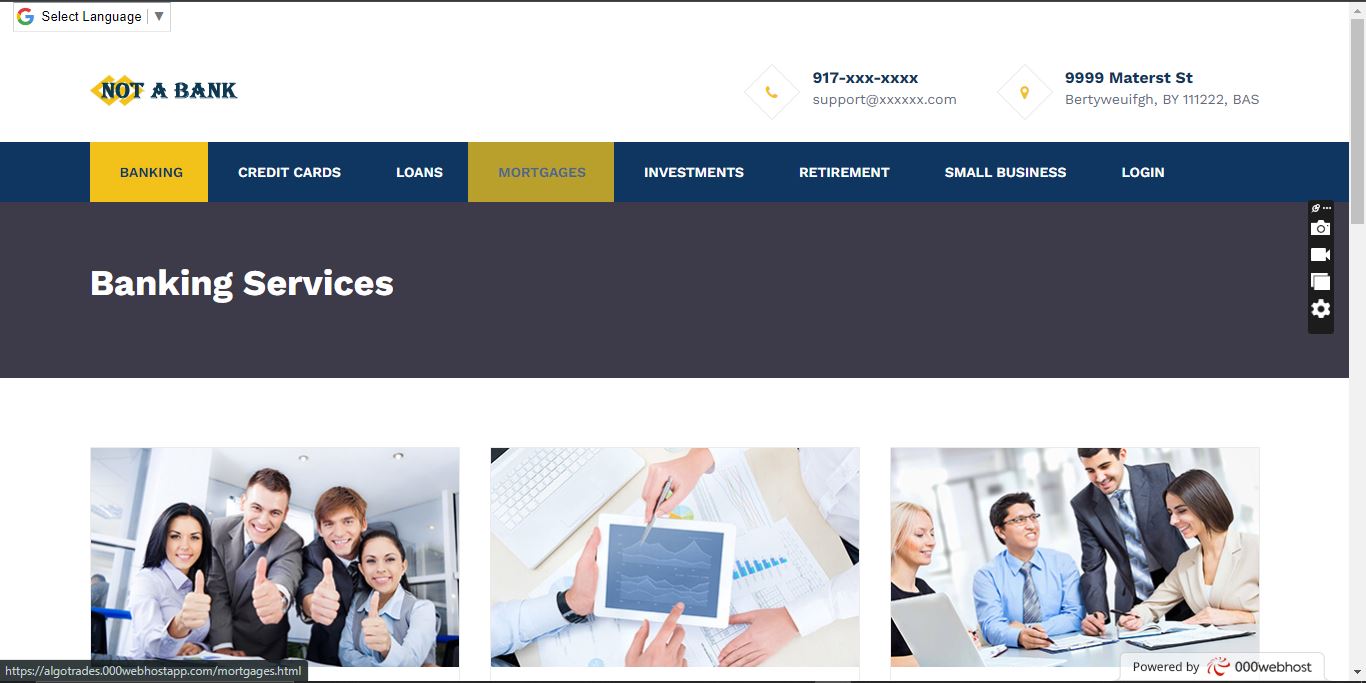 Select Language ▼
NOT A BANK
917-xxx-xxxx
support@xxxxxx.com
9999 Materst St
Bertyweuifgh, BY 111222, BAS
BANKING CREDIT CARDS LOANS MORTGAGES INVESTMENTS RETIREMENT SMALL BUSINESS LOGIN
Banking Services
https://algotrades.000webhostapp.com/mortgages.html
Powered by 000webhost